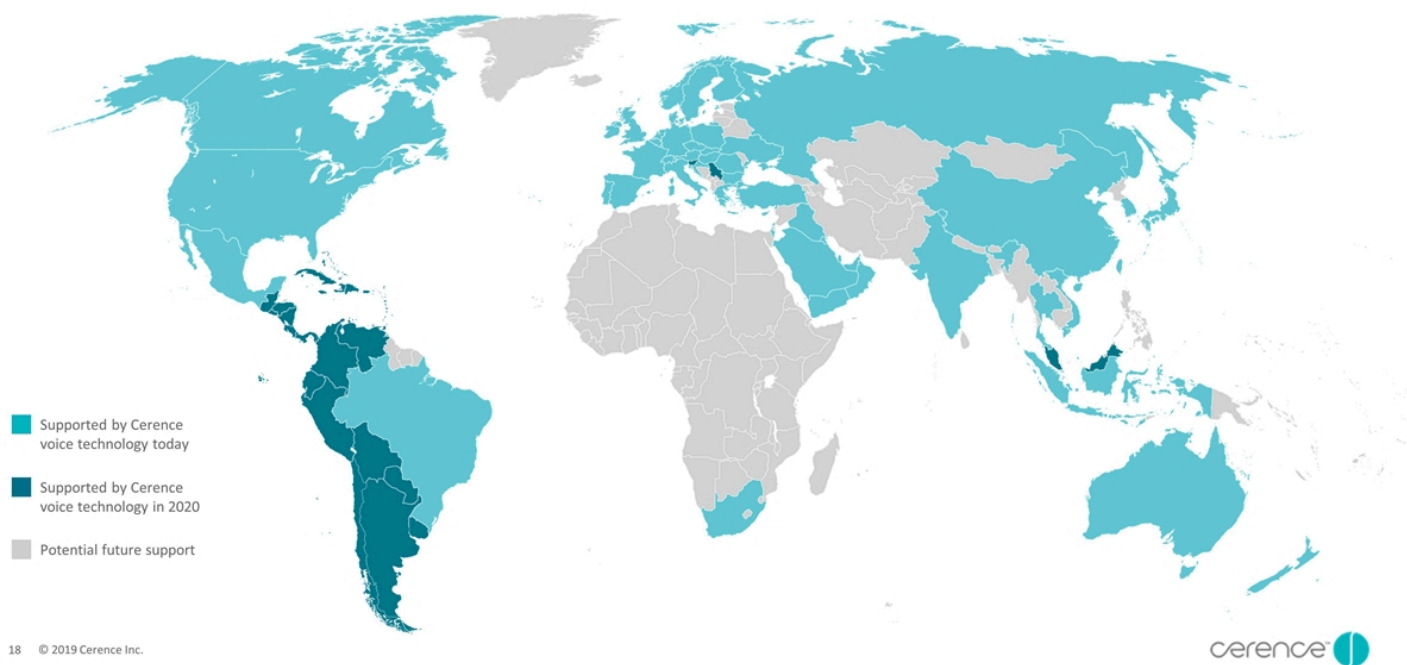 Supported by Cerence
voice technology today
Supported by Cerence
voice technology in 2020
Potential future support
18 © 2019 Cerence Inc.
cerence™